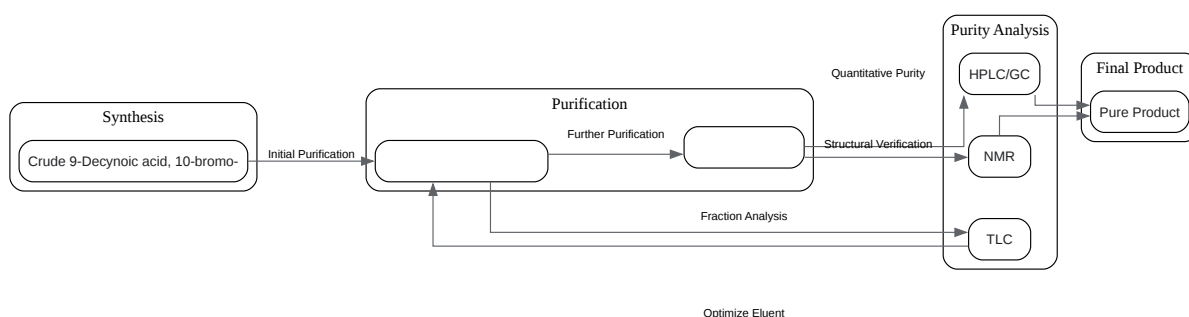 Synthesis
Crude 9-Decynoic acid, 10-bromo-
Initial Purification
Purification
Further Purification
Quantitative Purity
Structural Verification
Fraction Analysis
Optimize Eluent
Purity Analysis
HPLC/GC
NMR
TLC
Final Product
Pure Product